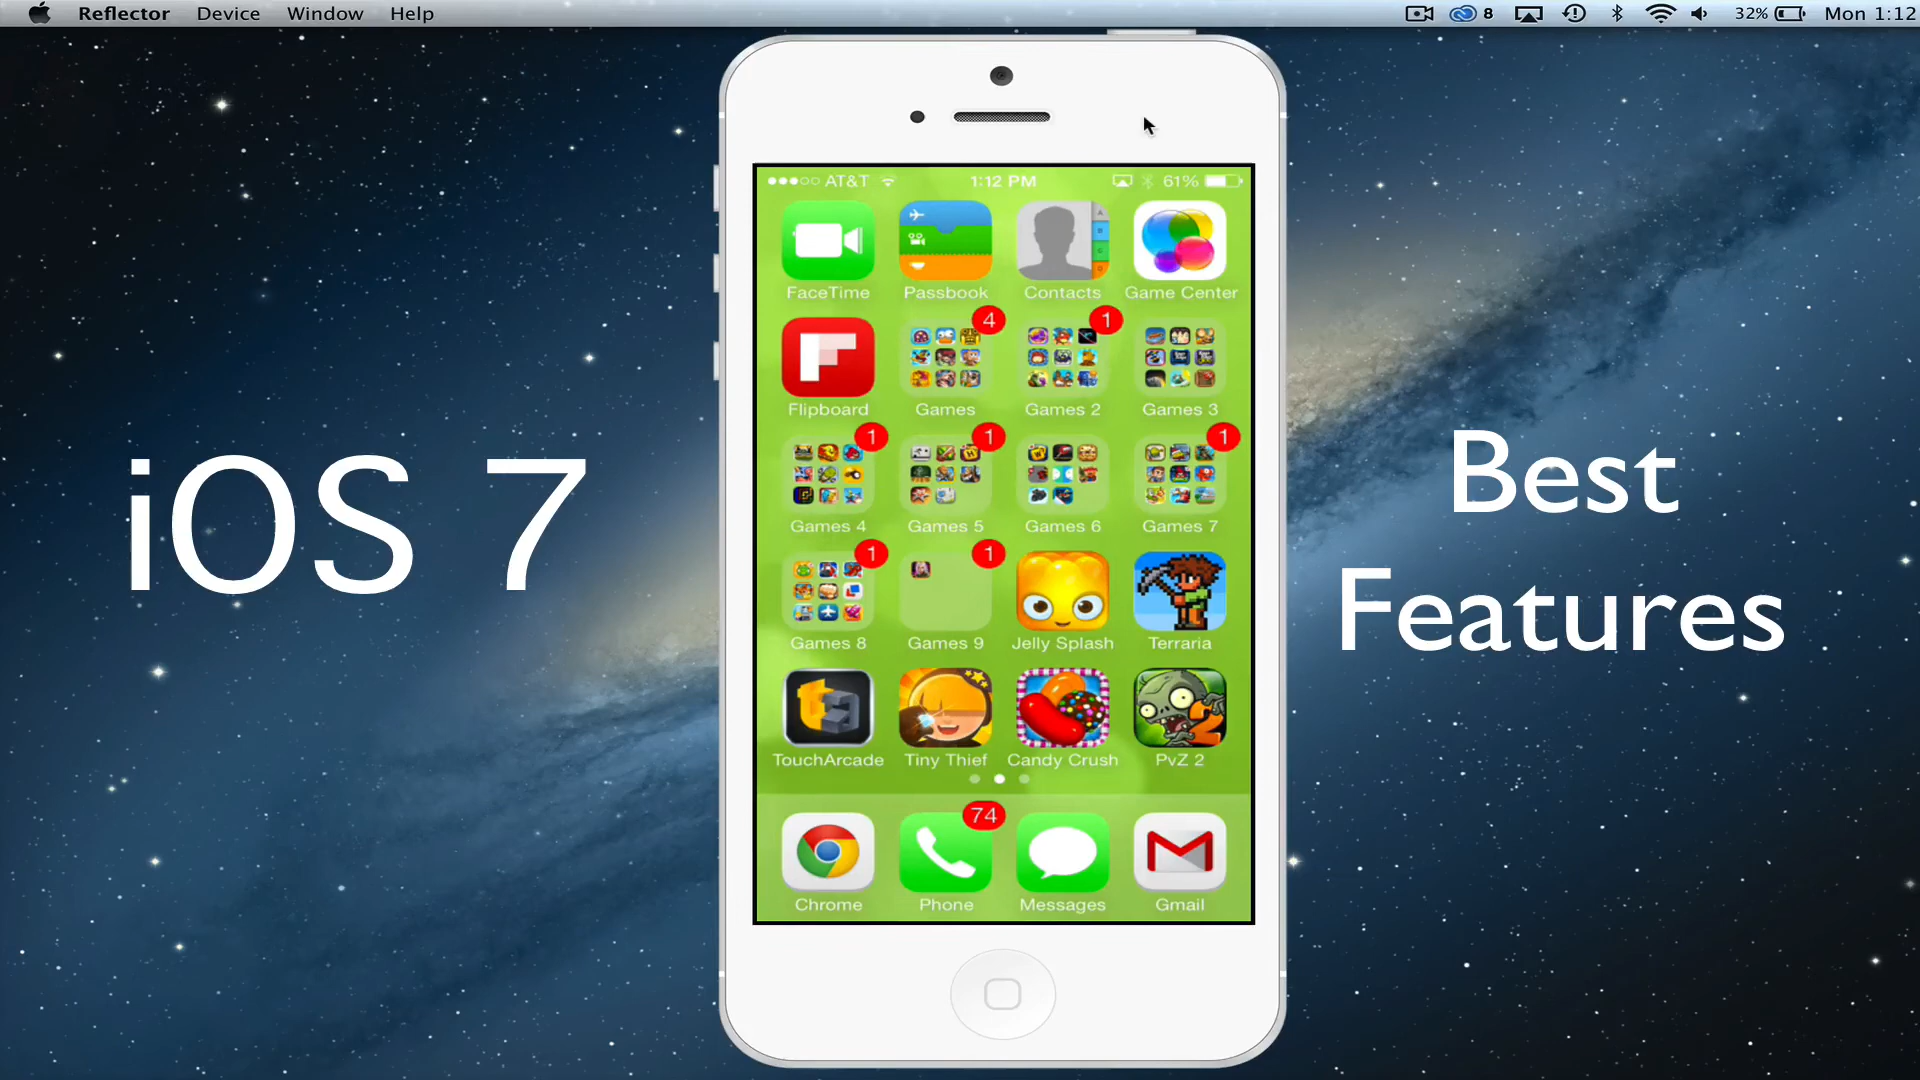 Reflector Device Window Help 8 32% Mon 1:12
AT&T 1:12 PM 61%
FaceTime Passbook Contacts Game Center
4 1
Flipboard Games Games 2 Games 3
1 1 1
Games 4 Games 5 Games 6 Games 7
1 1
Games 8 Games 9 Jelly Splash Terraria
2
TouchArcade Tiny Thief Candy Crush PvZ 2
74
Chrome Phone Messages Gmail
iOS 7
Best
Features